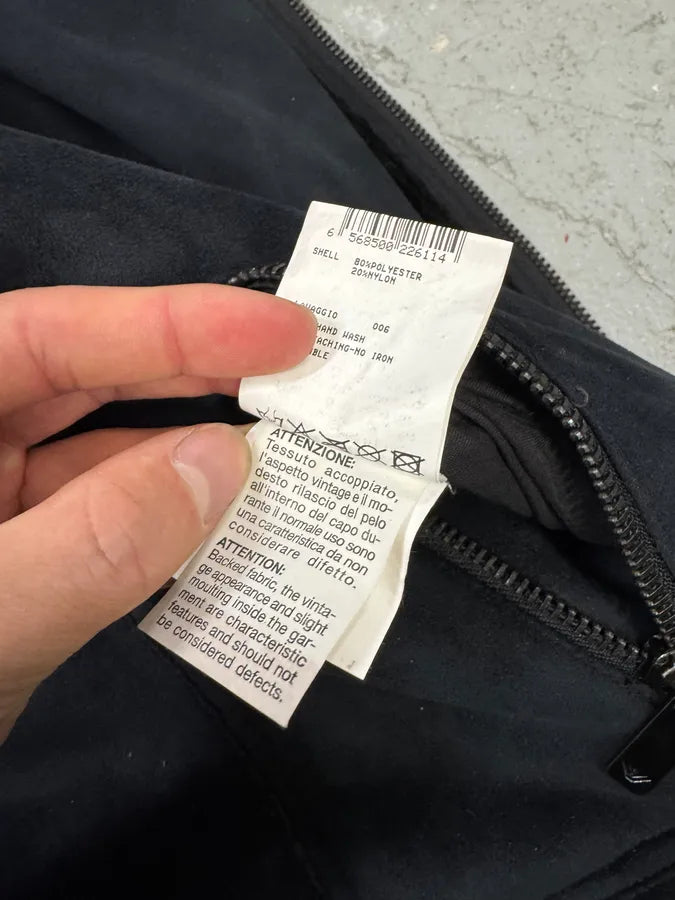 6 568500 226114
SHELL 80%POLYESTER
20%NYLON
006
HAND WASH
NO IRON
ATTENZIONE:
Tessuto accoppiato,
l'aspetto vintage e il mo-
desto rilascio del pelo
all'interno del capo du-
rante il normale uso sono
una caratteristica da non
considerare difetto.
ATTENTION:
Backed fabric, the vinta-
ge appearance and slight
moulting inside the gar-
ment are characteristic
features and should not
be considered defects.